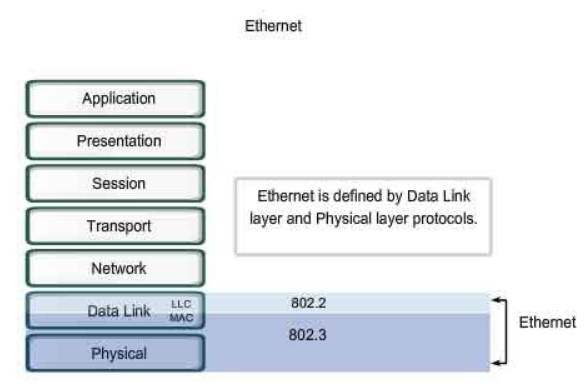 Ethernet
Application
Presentation
Session
Ethernet is defined by Data Link
layer and Physical layer protocols.
Transport
Network
Data Link LLC
MAC
802.2
802.3
Ethernet
Physical